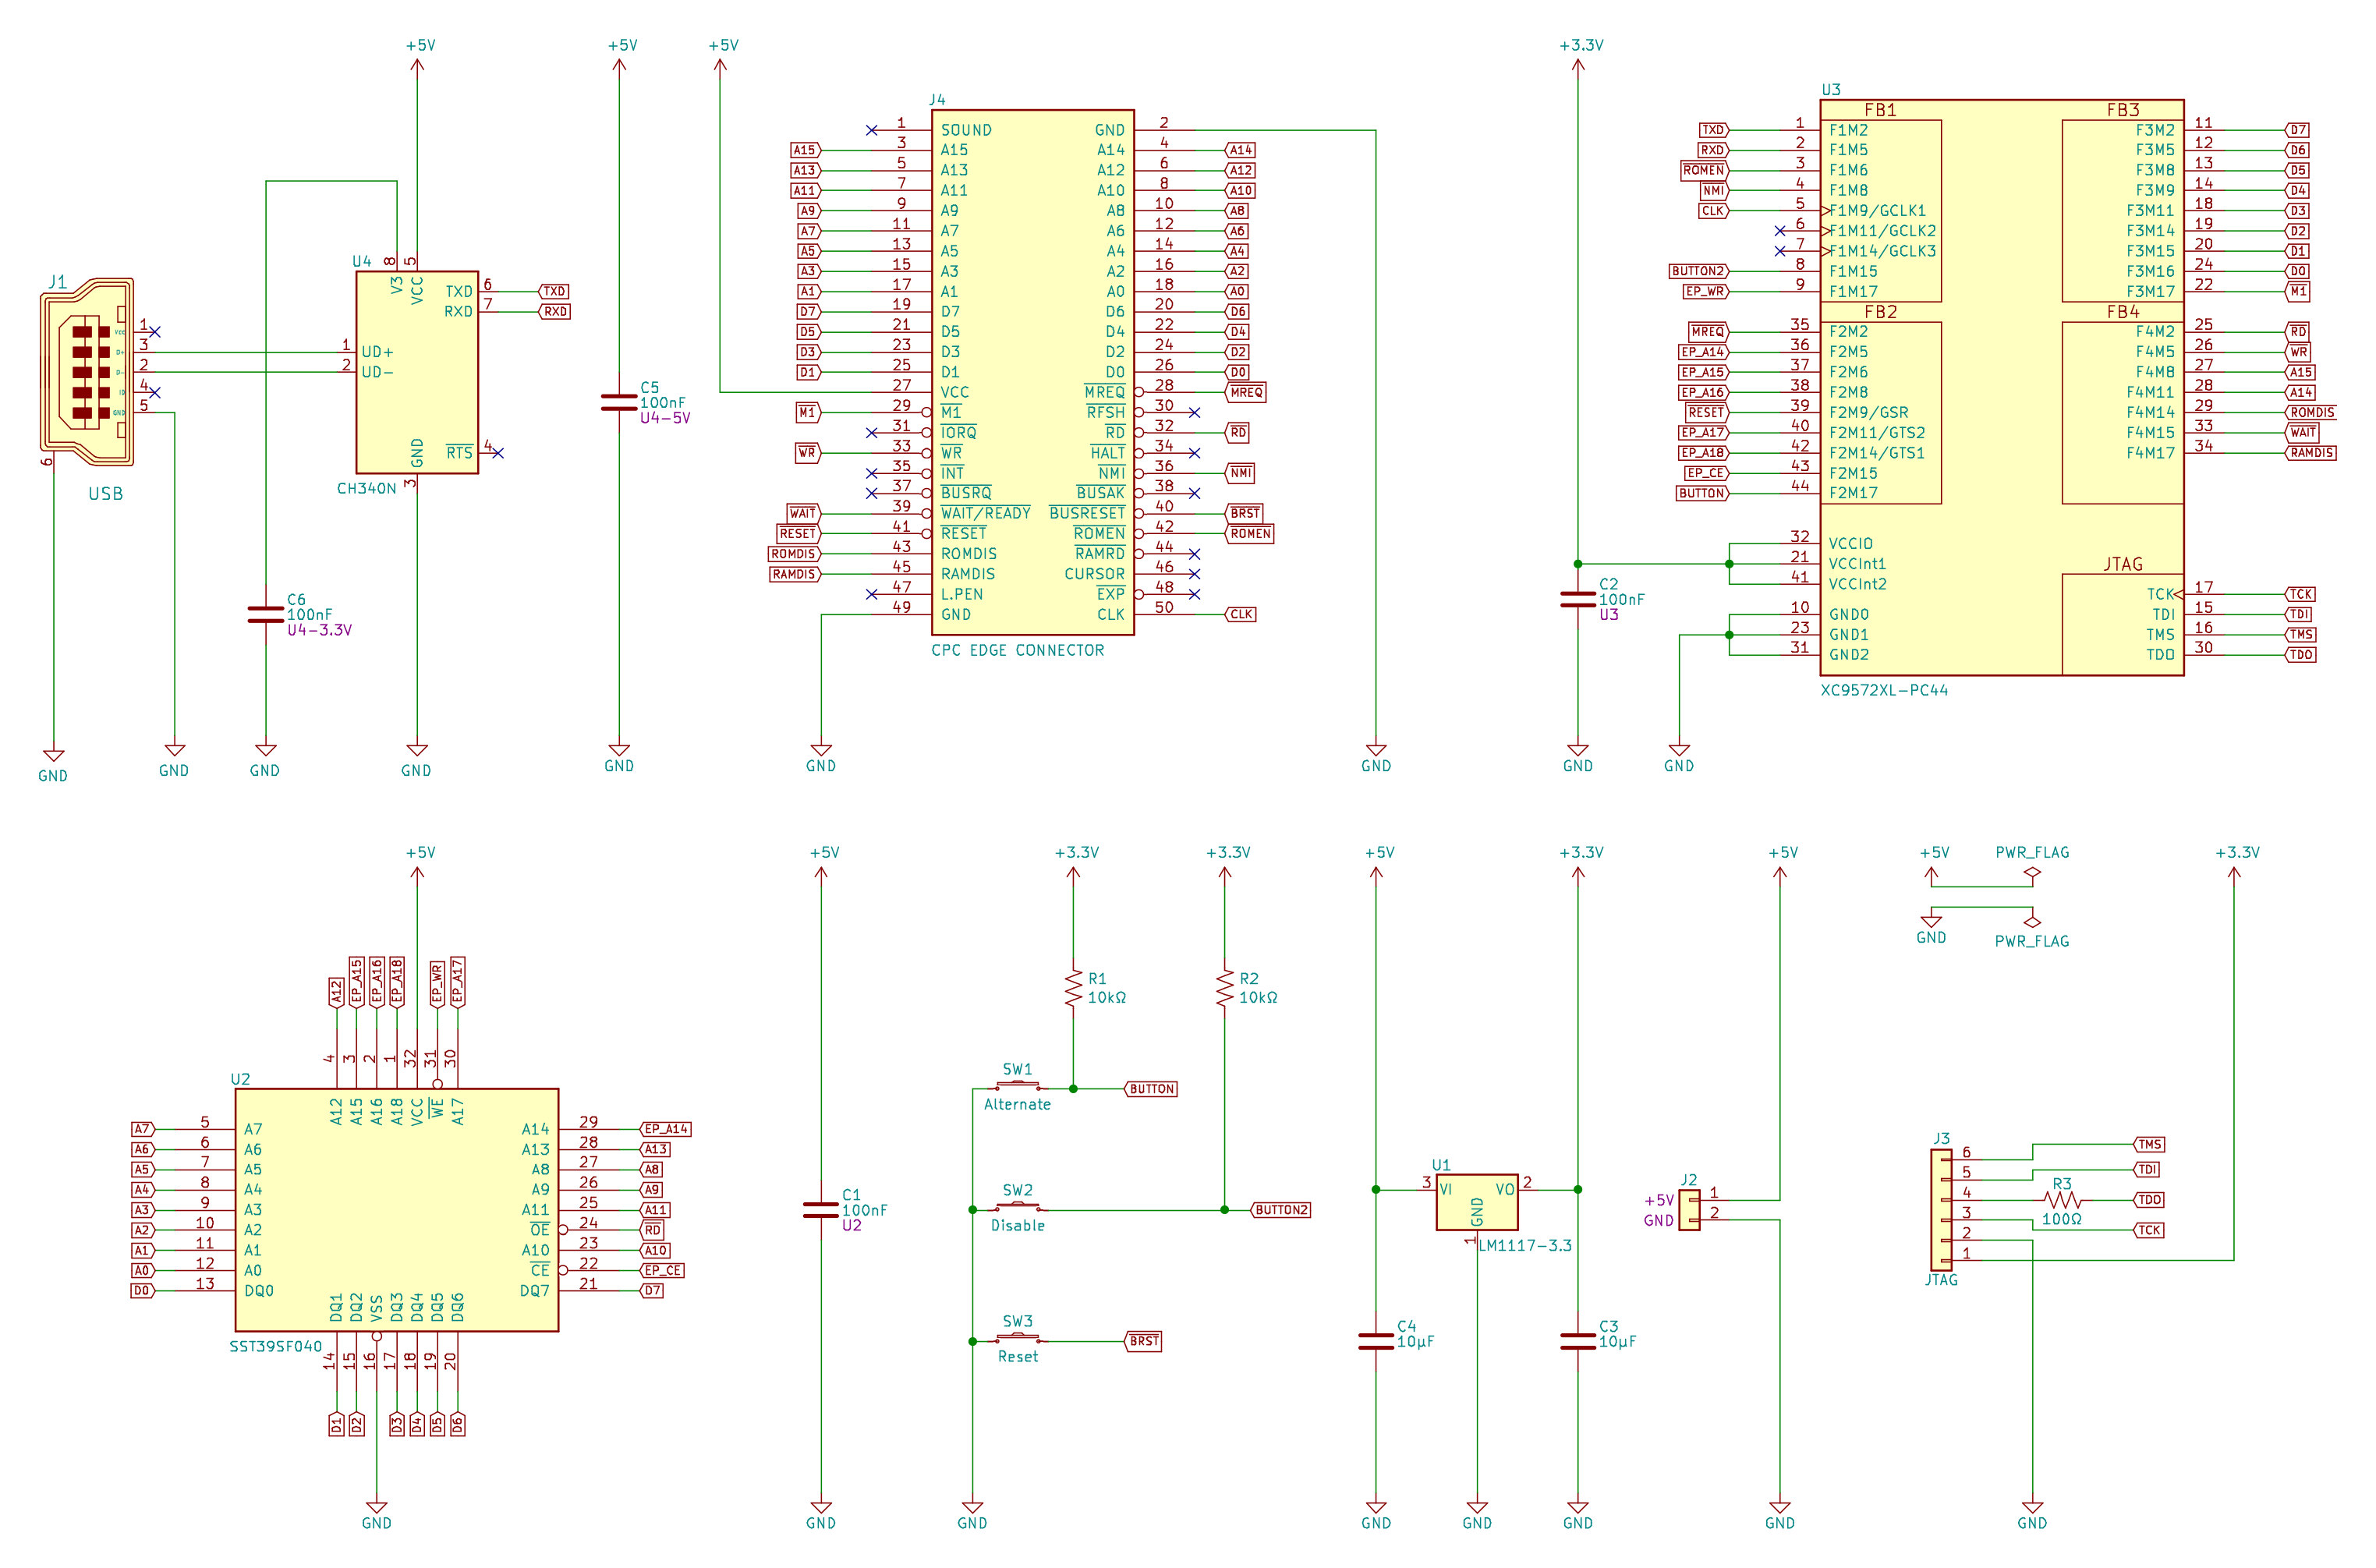 +5V
+5V
+5V
+3.3V
J1
USB
1 Vcc
3 D+
2 D-
4 ID
5 GND
6
GND
GND
U4
CH340N
8 V3
5 VCC
6 TXD TXD
7 RXD RXD
1 UD+
2 UD-
3 GND
4 RTS
GND
C6
100nF
U4-3.3V
GND
C5
100nF
U4-5V
GND
J4
CPC EDGE CONNECTOR
1 SOUND GND 2
A15 3 A15 A14 4 A14
A13 5 A13 A12 6 A12
A11 7 A11 A10 8 A10
A9 9 A9 A8 10 A8
A7 11 A7 A6 12 A6
A5 13 A5 A4 14 A4
A3 15 A3 A2 16 A2
A1 17 A1 A0 18 A0
D7 19 D7 D6 20 D6
D5 21 D5 D4 22 D4
D3 23 D3 D2 24 D2
D1 25 D1 D0 26 D0
27 VCC MREQ 28 MREQ
M1 29 M1 RFSH 30
31 IORQ RD 32 RD
WR 33 WR HALT 34
35 INT NMI 36 NMI
37 BUSRQ BUSAK 38
WAIT 39 WAIT/READY BUSRESET 40 BRST
RESET 41 RESET ROMEN 42 ROMEN
ROMDIS 43 ROMDIS RAMRD 44
RAMDIS 45 RAMDIS CURSOR 46
47 L.PEN EXP 48
49 GND CLK 50 CLK
GND
GND
C2
100nF
U3
GND
GND
U3
XC9572XL-PC44
FB1 FB3
TXD 1 F1M2 F3M2 11 D7
RXD 2 F1M5 F3M5 12 D6
ROMEN 3 F1M6 F3M8 13 D5
NMI 4 F1M8 F3M9 14 D4
CLK 5 F1M9/GCLK1 F3M11 18 D3
6 F1M11/GCLK2 F3M14 19 D2
7 F1M14/GCLK3 F3M15 20 D1
BUTTON2 8 F1M15 F3M16 24 D0
EP_WR 9 F1M17 F3M17 22 M1
FB2 FB4
MREQ 35 F2M2 F4M2 25 RD
EP_A14 36 F2M5 F4M5 26 WR
EP_A15 37 F2M6 F4M8 27 A15
EP_A16 38 F2M8 F4M11 28 A14
RESET 39 F2M9/GSR F4M14 29 ROMDIS
EP_A17 40 F2M11/GTS2 F4M15 33 WAIT
EP_A18 42 F2M14/GTS1 F4M17 34 RAMDIS
EP_CE 43 F2M15
BUTTON 44 F2M17
32 VCCIO
21 VCCInt1
41 VCCInt2
JTAG
10 GND0 TCK 17 TCK
23 GND1 TDI 15 TDI
31 GND2 TMS 16 TMS
TDO 30 TDO
+5V
U2
SST39SF040
A12 EP_A15 EP_A16 EP_A18 EP_WR EP_A17
4 3 2 1 32 31 30
A12 A15 A16 A18 VCC WE A17
A7 5 A7 A14 29 EP_A14
A6 6 A6 A13 28 A13
A5 7 A5 A8 27 A8
A4 8 A4 A9 26 A9
A3 9 A3 A11 25 A11
A2 10 A2 OE 24 RD
A1 11 A1 A10 23 A10
A0 12 A0 CE 22 EP_CE
D0 13 DQ0 DQ7 21 D7
DQ1 DQ2 VSS DQ3 DQ4 DQ5 DQ6
14 15 16 17 18 19 20
D1 D2 D3 D4 D5 D6
GND
+5V
C1
100nF
U2
GND
+3.3V
R1
10kΩ
+3.3V
R2
10kΩ
SW1
Alternate
BUTTON
SW2
Disable
BUTTON2
SW3
Reset
BRST
GND
+5V
+3.3V
U1
3 VI VO 2
GND
1
LM1117-3.3
C4
10µF
C3
10µF
GND
GND
GND
+5V
J2
+5V 1
GND 2
GND
+5V PWR_FLAG
GND PWR_FLAG
+3.3V
J3
6 TMS
5 TDI
4 R3 TDO
100Ω
3 TCK
2
1
JTAG
GND